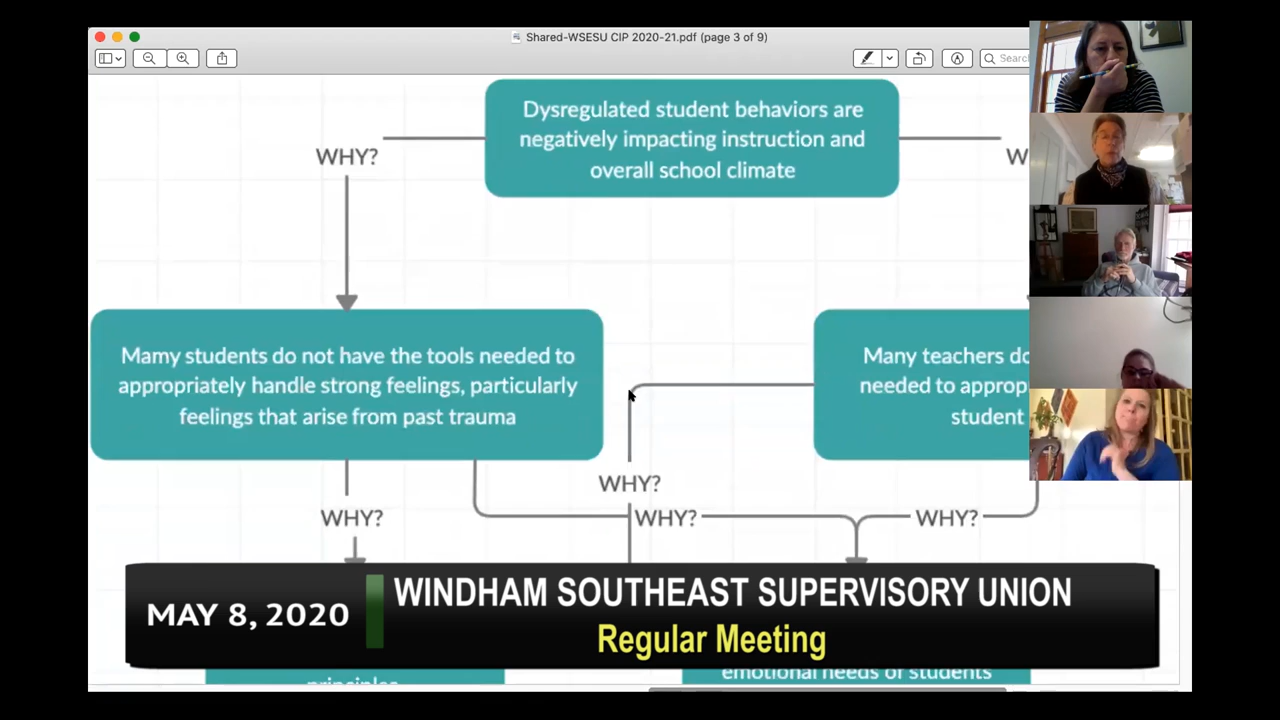 Shared-WSESU CIP 2020-21.pdf (page 3 of 9)
Search
Dysregulated student behaviors are
negatively impacting instruction and
overall school climate
WHY?
W
Mamy students do not have the tools needed to
appropriately handle strong feelings, particularly
feelings that arise from past trauma
Many teachers do
needed to approp
student
WHY?
WHY?
WHY?
WHY?
MAY 8, 2020
WINDHAM SOUTHEAST SUPERVISORY UNION
Regular Meeting
principles
emotional needs of students